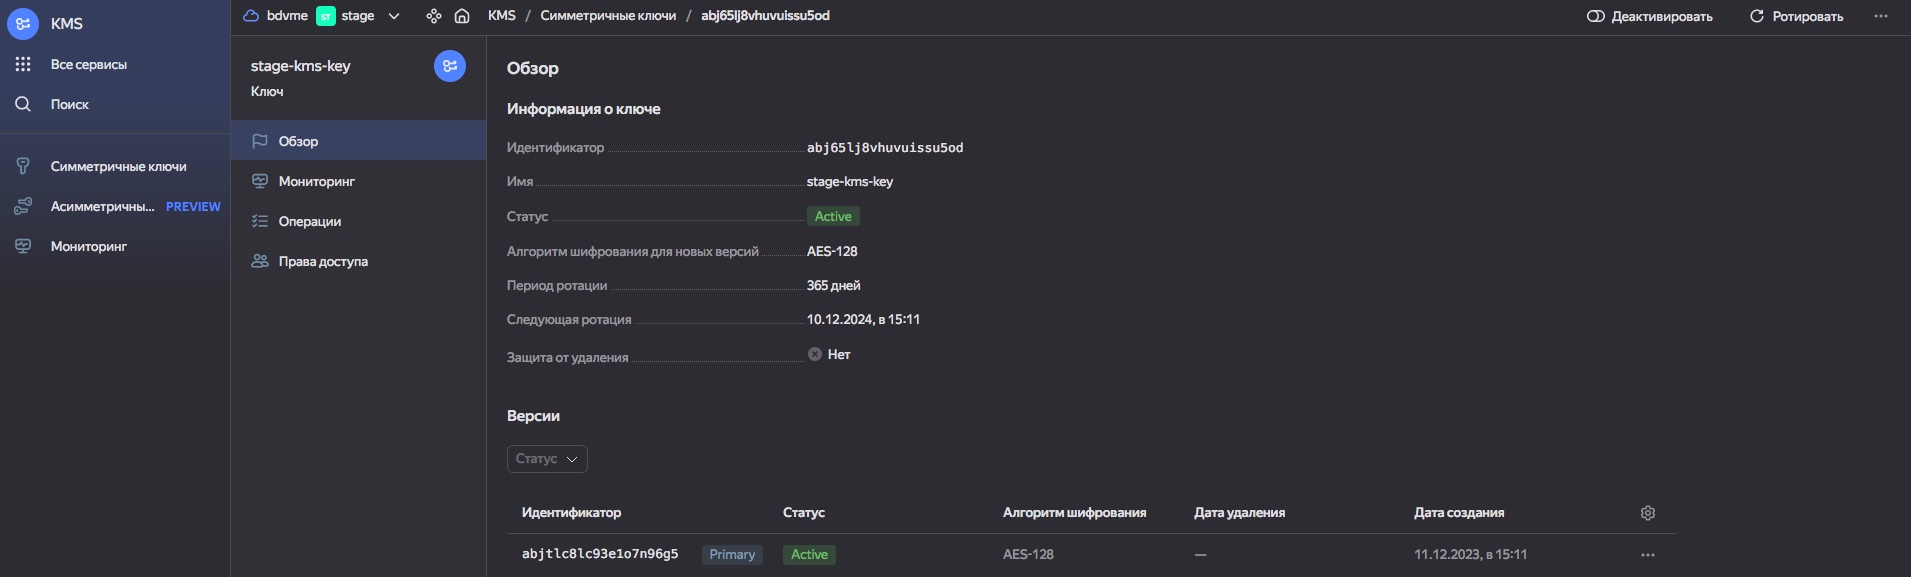 KMS
Все сервисы
Поиск
Симметричные ключи
Асимметричны... PREVIEW
Мониторинг
bdvme ST stage KMS / Симметричные ключи / abj65lj8vhuvuissu5od Деактивировать Ротировать
stage-kms-key
Ключ
Обзор
Мониторинг
Операции
Права доступа
Обзор
Информация о ключе
Идентификатор abj65lj8vhuvuissu5od
Имя stage-kms-key
Статус Active
Алгоритм шифрования для новых версий AES-128
Период ротации 365 дней
Следующая ротация 10.12.2024, в 15:11
Защита от удаления Нет
Версии
Статус
Идентификатор Статус Алгоритм шифрования Дата удаления Дата создания
abjtlc8lc93e1o7n96g5 Primary Active AES-128 — 11.12.2023, в 15:11